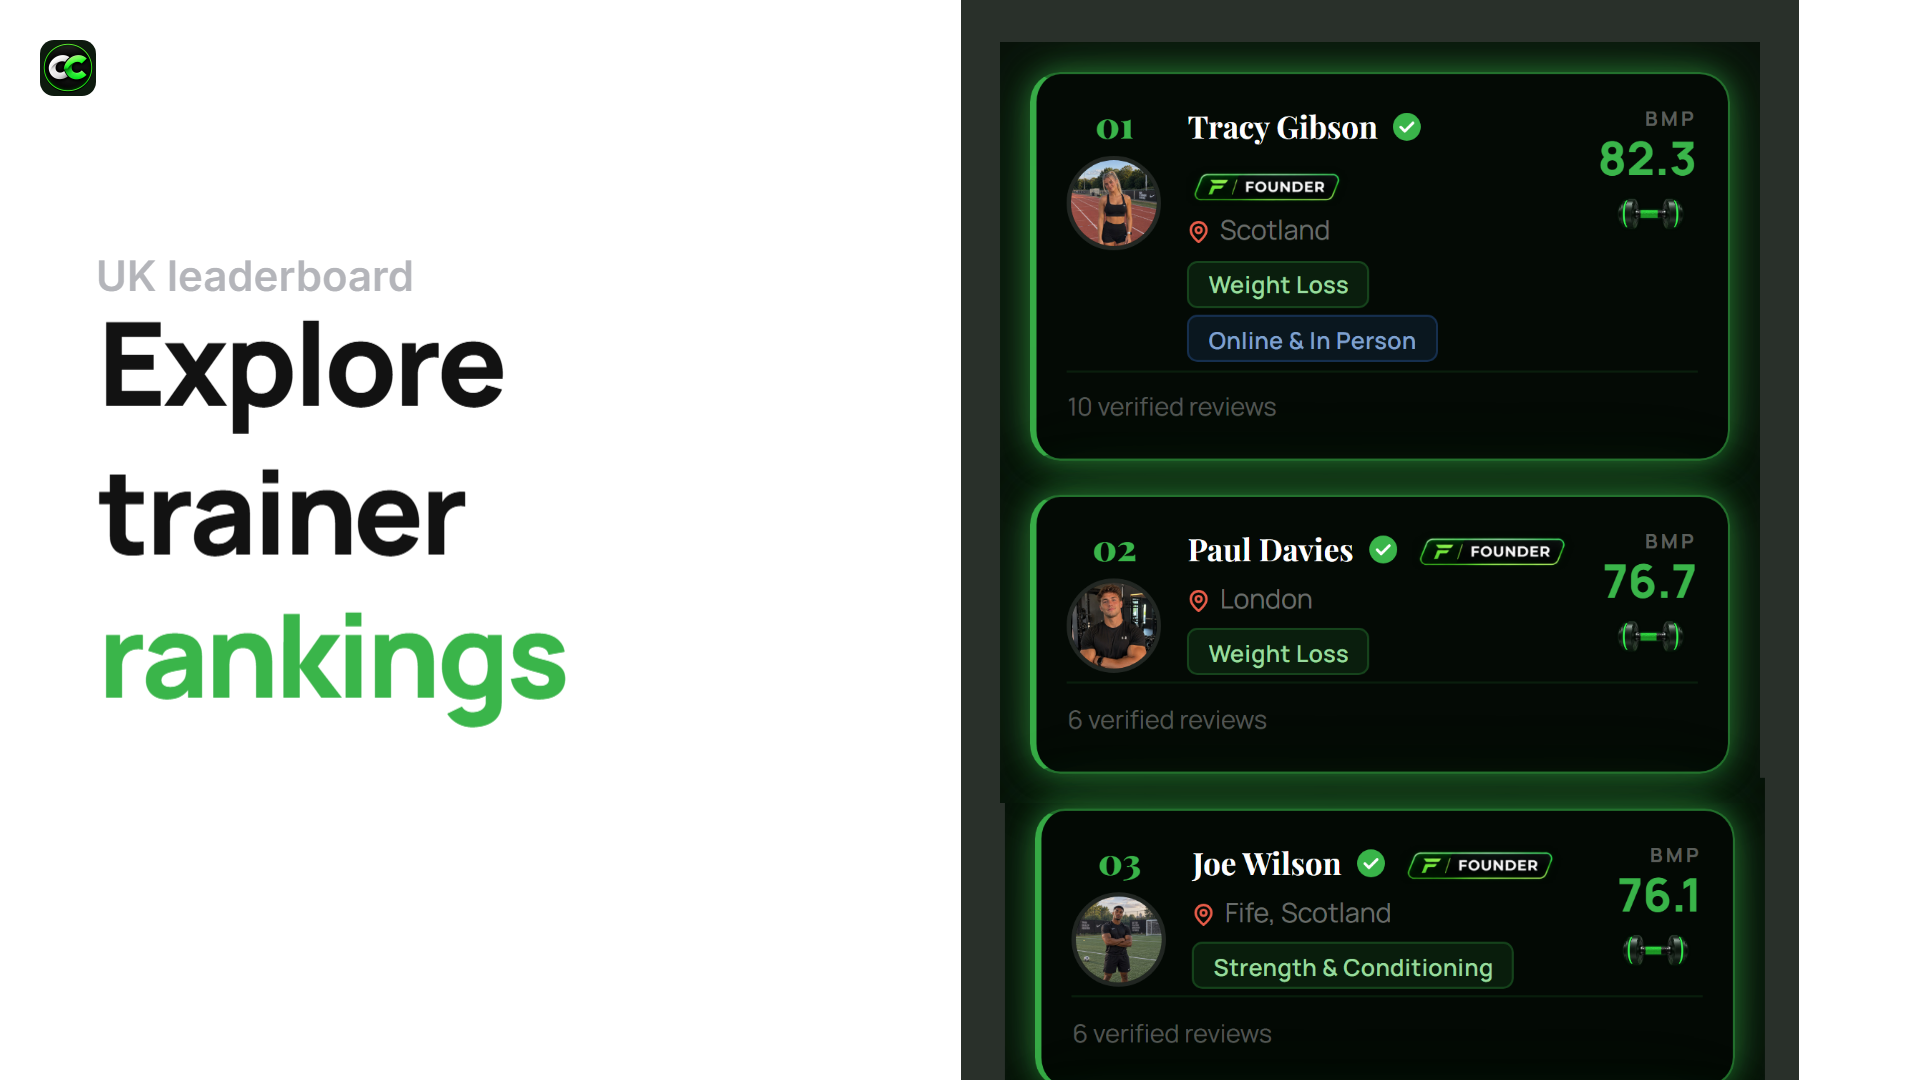 CC
UK leaderboard
Explore
trainer
rankings
01
Tracy Gibson
BMP
82.3
F / FOUNDER
Scotland
Weight Loss
Online & In Person
10 verified reviews
02
Paul Davies
F / FOUNDER
BMP
76.7
London
Weight Loss
6 verified reviews
03
Joe Wilson
F / FOUNDER
BMP
76.1
Fife, Scotland
Strength & Conditioning
6 verified reviews